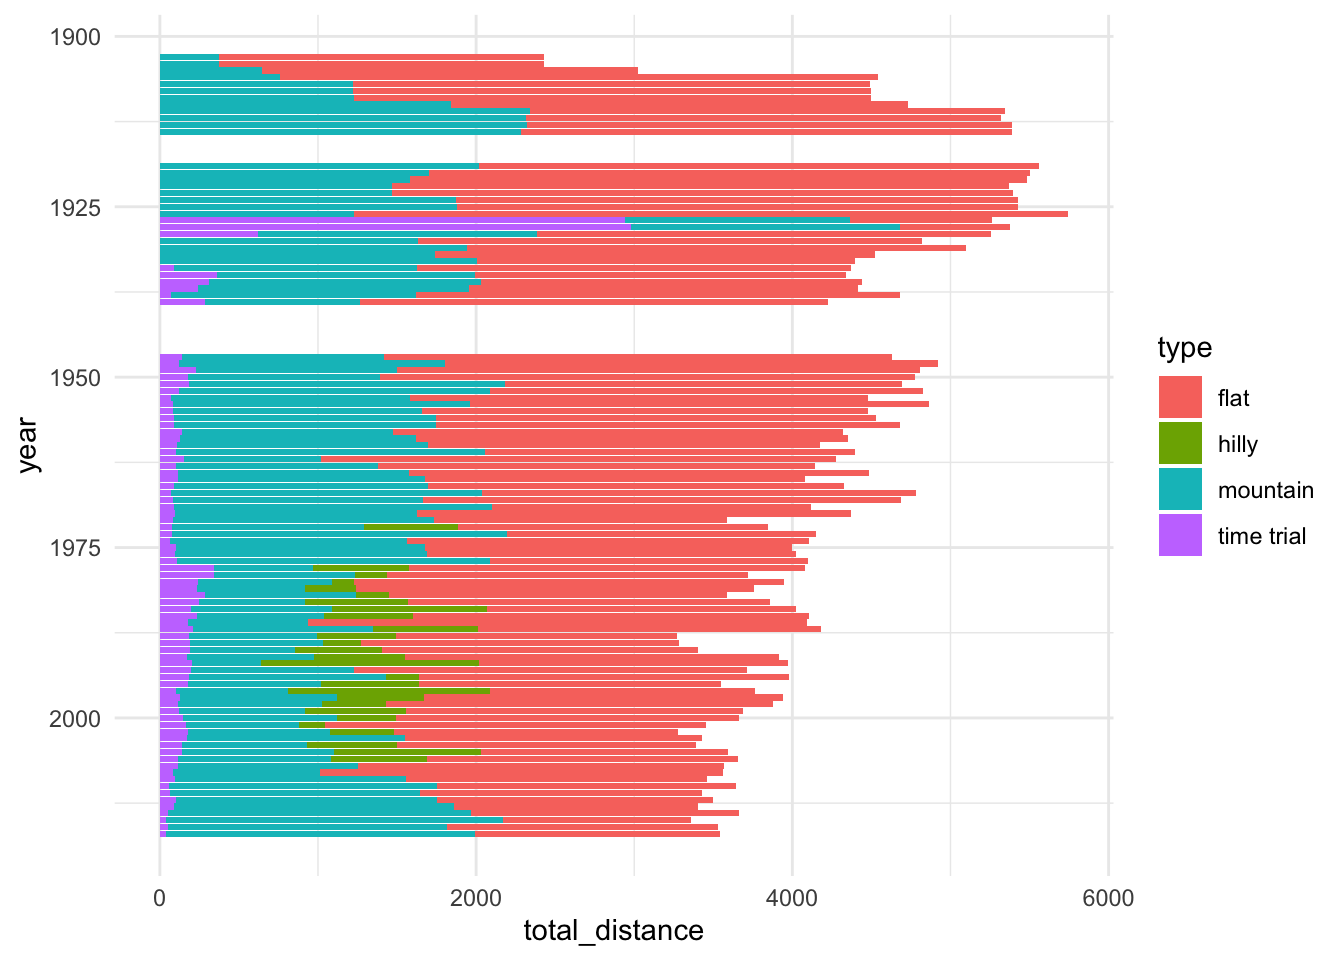 1900
1925
1950
1975
2000
year
0
2000
4000
6000
total_distance
type
flat
hilly
mountain
time trial